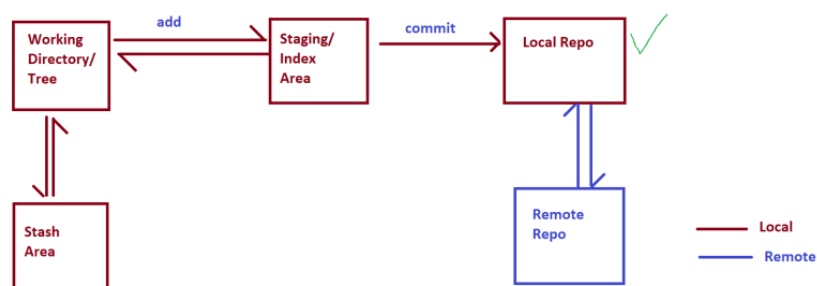 add
Working
Directory/
Tree
Staging/
Index
Area
commit
Local Repo
Stash
Area
Remote
Repo
Local
Remote